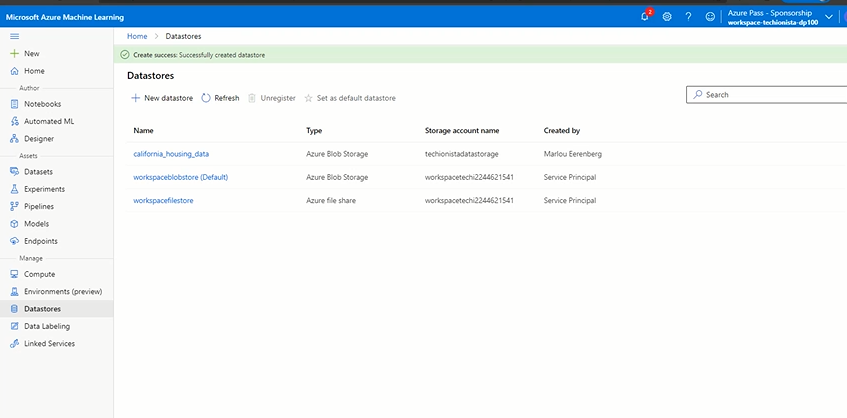 Microsoft Azure Machine Learning
2
Azure Pass - Sponsorship
workspace-techionista-dp100
New
Home
Author
Notebooks
Automated ML
Designer
Assets
Datasets
Experiments
Pipelines
Models
Endpoints
Manage
Compute
Environments (preview)
Datastores
Data Labeling
Linked Services
Home > Datastores
Create success: Successfully created datastore
Datastores
+ New datastore Refresh Unregister Set as default datastore
Search
Name Type Storage account name Created by
california_housing_data Azure Blob Storage techionistadatastorage Marlou Eerenberg
workspaceblobstore (Default) Azure Blob Storage workspacetechi2244621541 Service Principal
workspacefilestore Azure file share workspacetechi2244621541 Service Principal